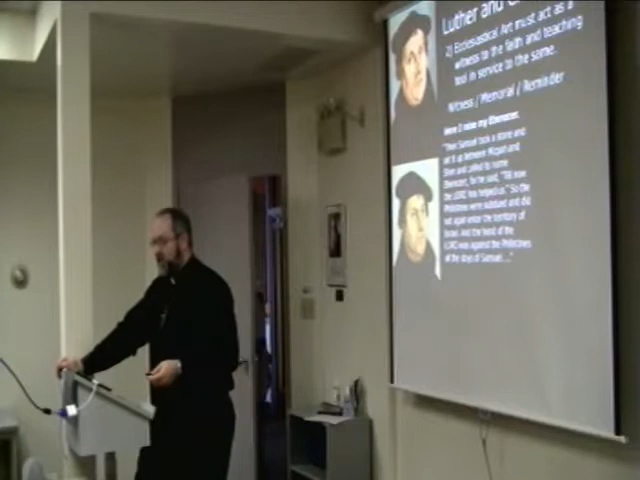 Luther and
2) Ecclesiastical Art must act as a
witness to the faith and teaching
tool in service to the same.
Witness / Memorial / Reminder
Here I raise my Ebenezer.
"Then Samuel took a stone and
set it up between Mizpah and
Shen and called its name
Ebenezer, for he said, "Till now
the LORD has helped us." So the
Philistines were subdued and did
not again enter the territory of
Israel. And the hand of the
LORD was against the Philistines
all the days of Samuel..."